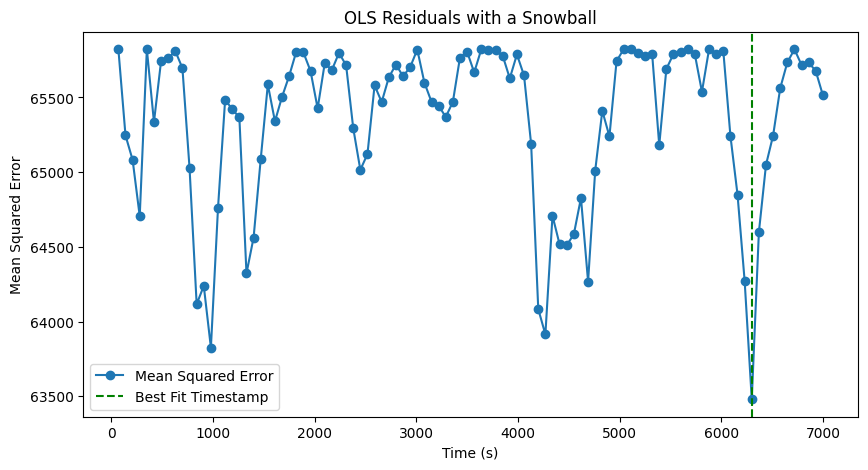 OLS Residuals with a Snowball
Mean Squared Error
65500
65000
64500
64000
63500
Mean Squared Error
Best Fit Timestamp
0 1000 2000 3000 4000 5000 6000 7000
Time (s)